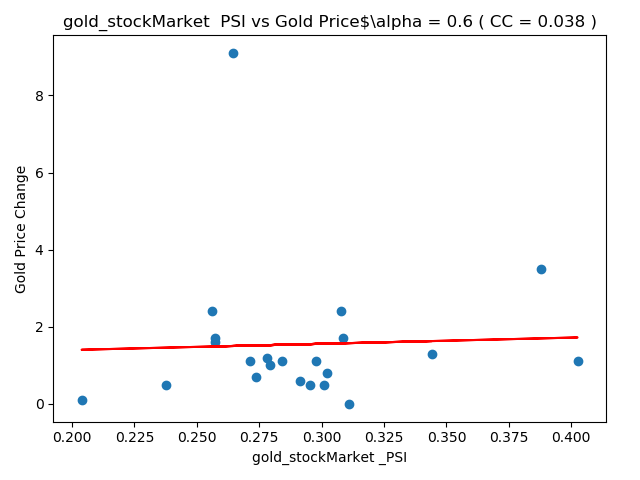 gold_stockMarket  PSI vs Gold Price$\alpha = 0.6 ( CC = 0.038 )
Gold Price Change
8
6
4
2
0
0.200 0.225 0.250 0.275 0.300 0.325 0.350 0.375 0.400
gold_stockMarket _PSI